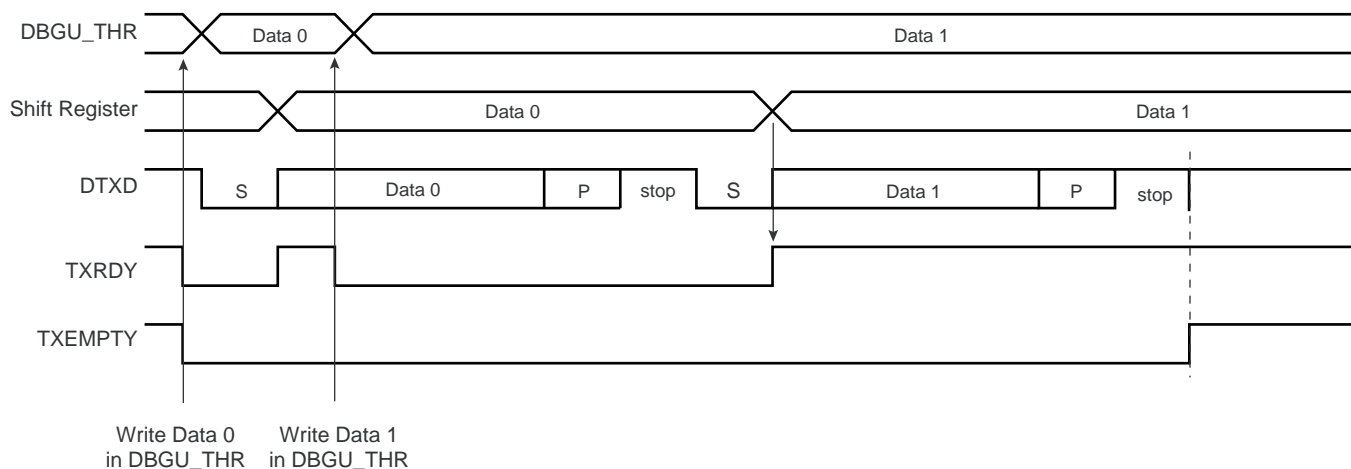 DBGU_THR
Data 0
Data 1
Shift Register
Data 0
Data 1
DTXD
S
Data 0
P
stop
S
Data 1
P
stop
TXRDY
TXEMPTY
Write Data 0
in DBGU_THR
Write Data 1
in DBGU_THR